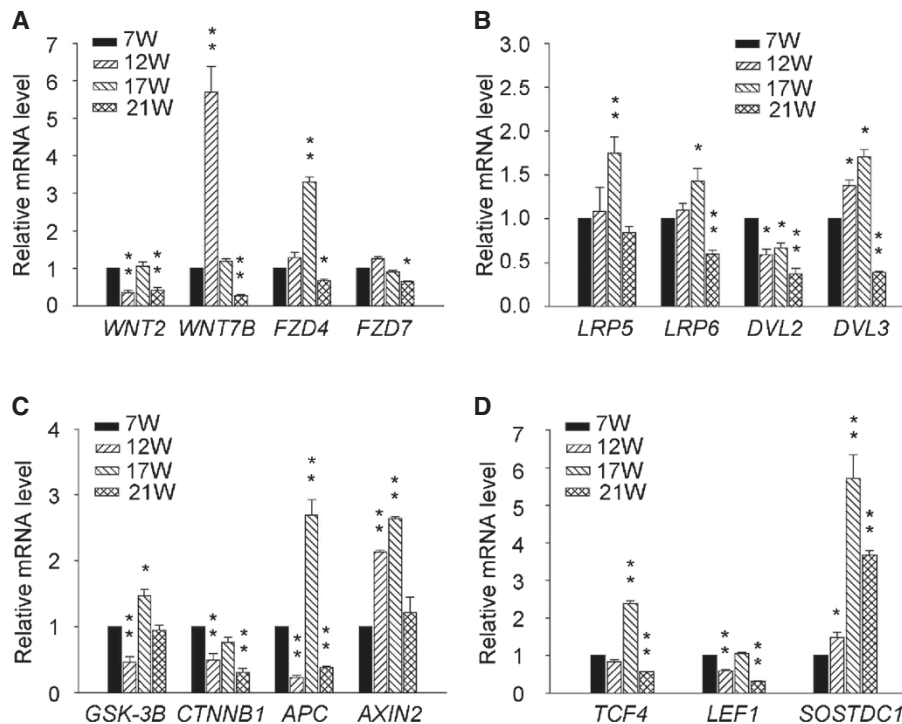 A
Relative mRNA level
7
6
5
4
3
2
1
0
7W
12W
17W
21W
* *
* *
* *
* *
* *
*
*
WNT2 WNT7B FZD4 FZD7
B
Relative mRNA level
3.0
2.5
2.0
1.5
1.0
0.5
0.0
7W
12W
17W
21W
* *
*
* *
*
*
* *
*
*
* *
LRP5 LRP6 DVL2 DVL3
C
Relative mRNA level
4
3
2
1
0
7W
12W
17W
21W
* *
*
* *
* *
* *
* *
* *
* *
* *
GSK-3B CTNNB1 APC AXIN2
D
Relative mRNA level
7
6
5
4
3
2
1
0
7W
12W
17W
21W
* *
* *
* *
* *
*
* *
* *
TCF4 LEF1 SOSTDC1